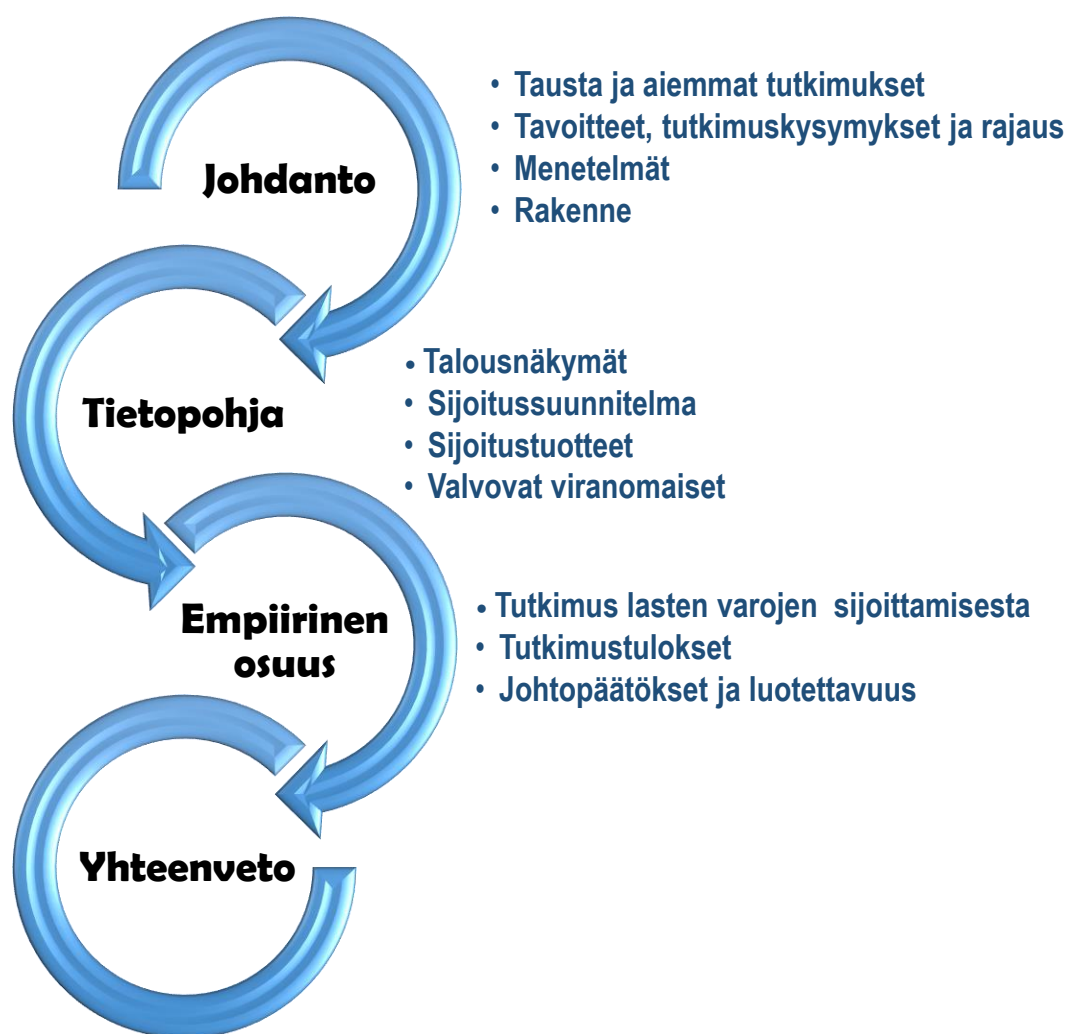 Johdanto
• Tausta ja aiemmat tutkimukset
• Tavoitteet, tutkimuskysymykset ja rajaus
• Menetelmät
• Rakenne
Tietopohja
• Talousnäkymät
• Sijoitussuunnitelma
• Sijoitustuotteet
• Valvovat viranomaiset
Empiirinen
osuus
• Tutkimus lasten varojen sijoittamisesta
• Tutkimustulokset
• Johtopäätökset ja luotettavuus
Yhteenveto